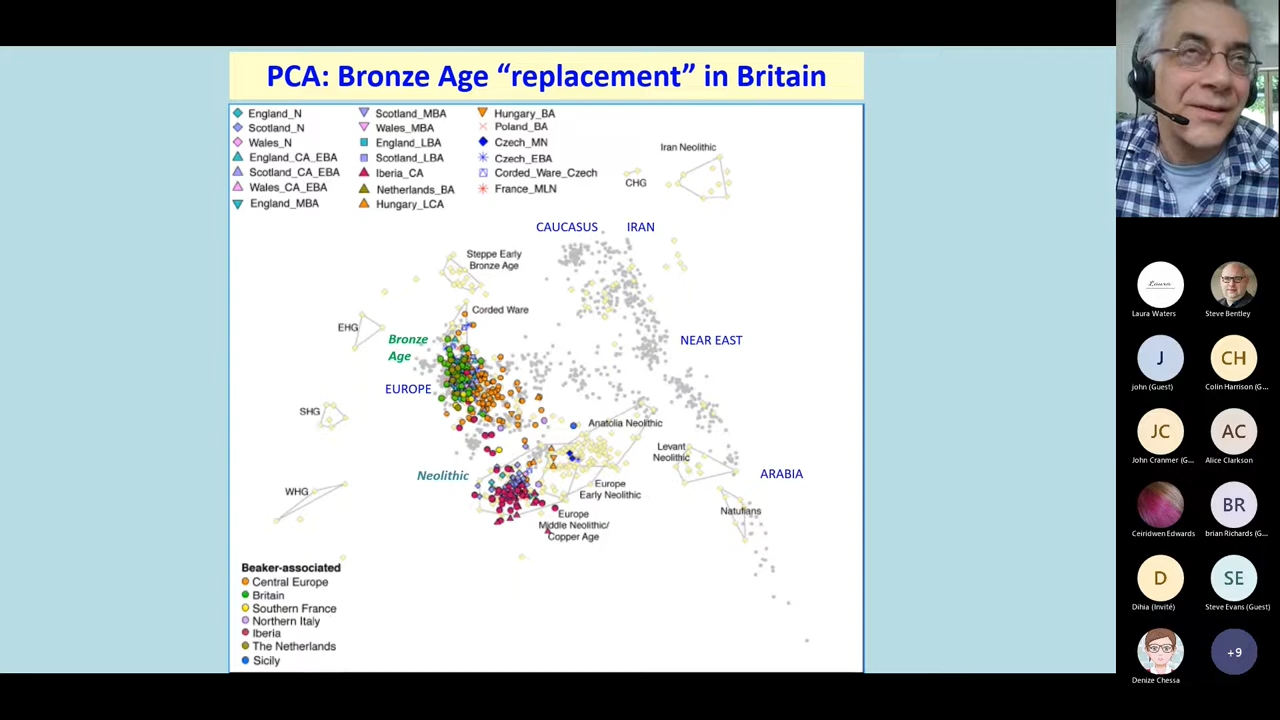 PCA: Bronze Age “replacement” in Britain
England_N
Scotland_N
Wales_N
England_CA_EBA
Scotland_CA_EBA
Wales_CA_EBA
England_MBA
Scotland_MBA
Wales_MBA
England_LBA
Scotland_LBA
Iberia_CA
Netherlands_BA
Hungary_LCA
Hungary_BA
Poland_BA
Czech_MN
Czech_EBA
Corded_Ware_Czech
France_MLN
Iran Neolithic
CHG
CAUCASUS
IRAN
Steppe Early
Bronze Age
Corded Ware
EHG
Bronze
Age
NEAR EAST
EUROPE
SHG
Anatolia Neolithic
Levant
Neolithic
Neolithic
ARABIA
WHG
Europe
Early Neolithic
Natufians
Europe
Middle Neolithic/
Copper Age
Beaker-associated
Central Europe
Britain
Southern France
Northern Italy
Iberia
The Netherlands
Sicily
Laura
Laura Waters
Steve Bentley
J
john (Guest)
CH
Colin Harrison (G...
JC
John Cranmer (G...
AC
Alice Clarkson
Ceiridwen Edwards
BR
brian Richards (G...
D
Dihia (Invité)
SE
Steve Evans (Guest)
Denize Chessa
+9